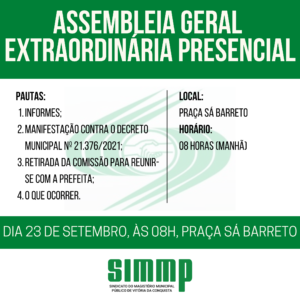 ASSEMBLEIA GERAL
EXTRAORDINÁRIA PRESENCIAL
PAUTAS:
1. INFORMES;
2. MANIFESTAÇÃO CONTRA O DECRETO
MUNICIPAL Nº 21.376/2021;
3. RETIRADA DA COMISSÃO PARA REUNIR-
SE COM A PREFEITA;
4. O QUE OCORRER.
LOCAL:
PRAÇA SÁ BARRETO
HORÁRIO:
08 HORAS (MANHÃ)
DIA 23 DE SETEMBRO, ÀS 08H, PRAÇA SÁ BARRETO
SIMMP
SINDICATO DO MAGISTÉRIO MUNICIPAL
PÚBLICO DE VITÓRIA DA CONQUISTA